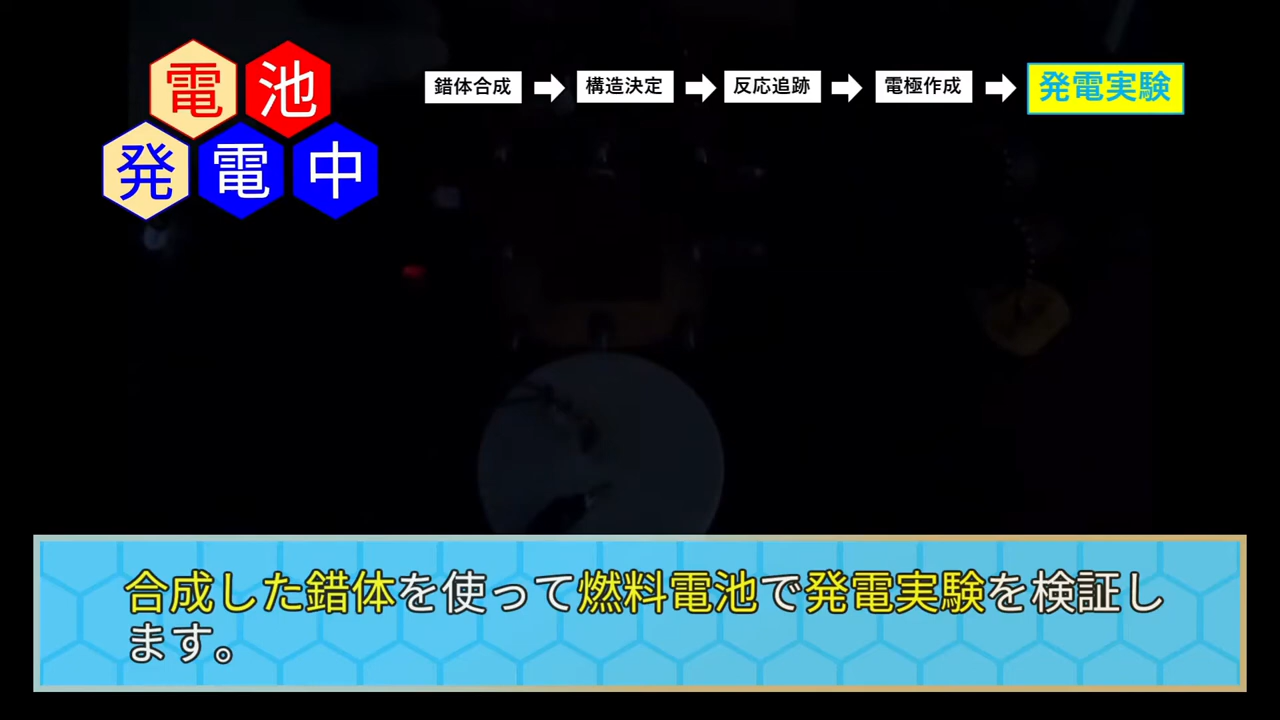 電池
発電中
錯体合成 → 構造決定 → 反応追跡 → 電極作成 → 発電実験
合成した錯体を使って燃料電池で発電実験を検証し
ます。